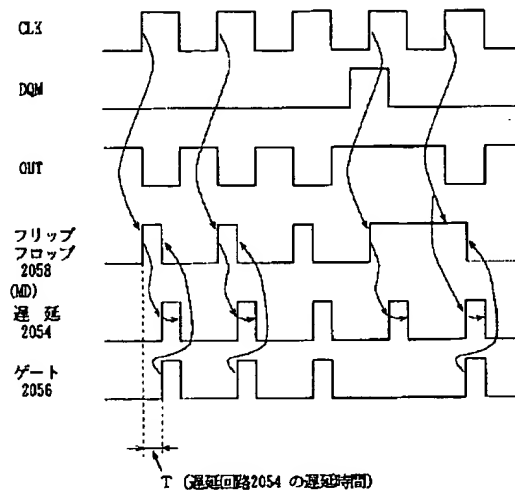 CLK
DQM
OUT
フリップ
フロップ
2058
(MD)
遅 延
2054
ゲート
2056
T (遅延回路2054 の遅延時間)